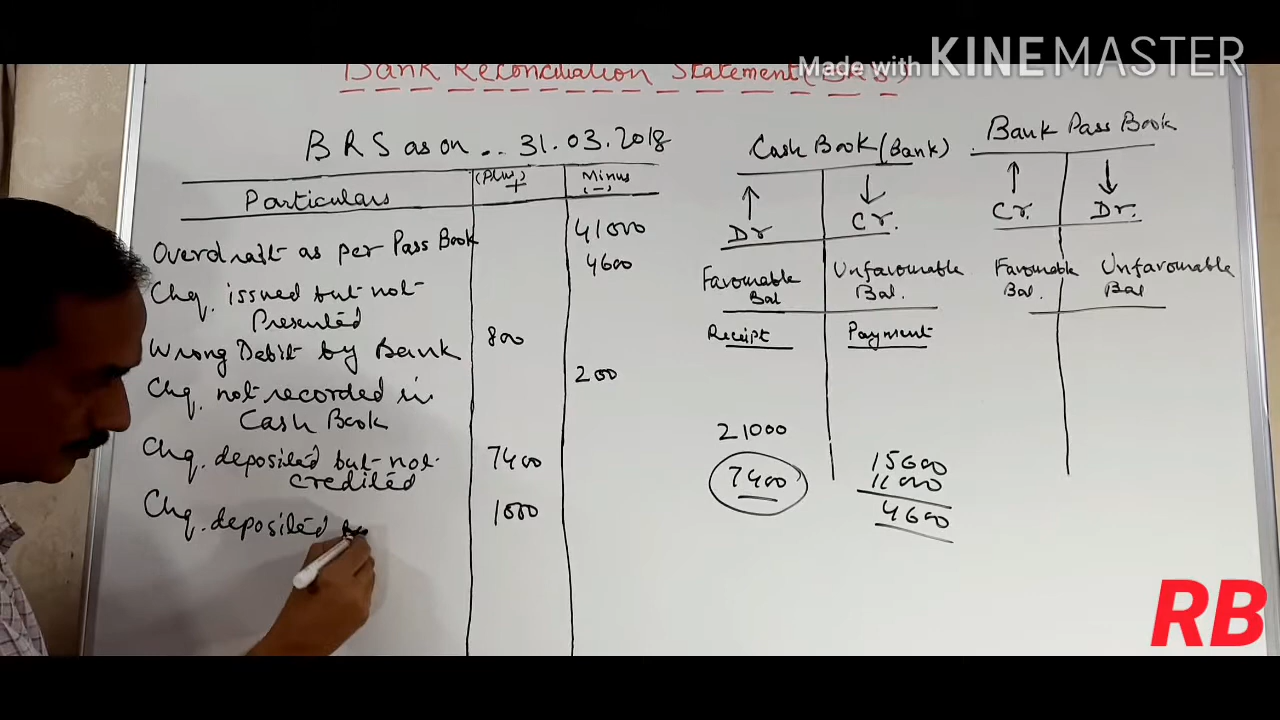 Made with KINEMASTER
Bank Reconciliation Statement
BRS as on .. 31.03.2018
Particulars
(Plus)
+
Minus
(-)
Overdraft as per Pass Book
41000
Chq. issued but not
Presented
4600
Wrong Debit by Bank
800
Chq. not recorded in
Cash Book
200
Chq. deposited but not
credited
7400
Chq. deposited
1000
Cash Book (Bank)
↑
Dr
↓
Cr.
Favourable
Bal
Unfavourable
Bal.
Receipt
Payment
21000
7400
15600
11000
4600
Bank Pass Book
↑
Cr.
↓
Dr.
Favourable
Bal.
Unfavourable
Bal
RB